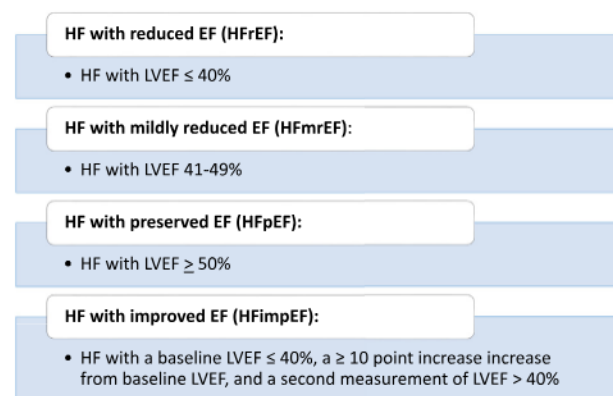 HF with reduced EF (HFrEF):
• HF with LVEF ≤ 40%
HF with mildly reduced EF (HFmrEF):
• HF with LVEF 41-49%
HF with preserved EF (HFpEF):
• HF with LVEF ≥ 50%
HF with improved EF (HFimpEF):
• HF with a baseline LVEF ≤ 40%, a ≥ 10 point increase increase
from baseline LVEF, and a second measurement of LVEF > 40%